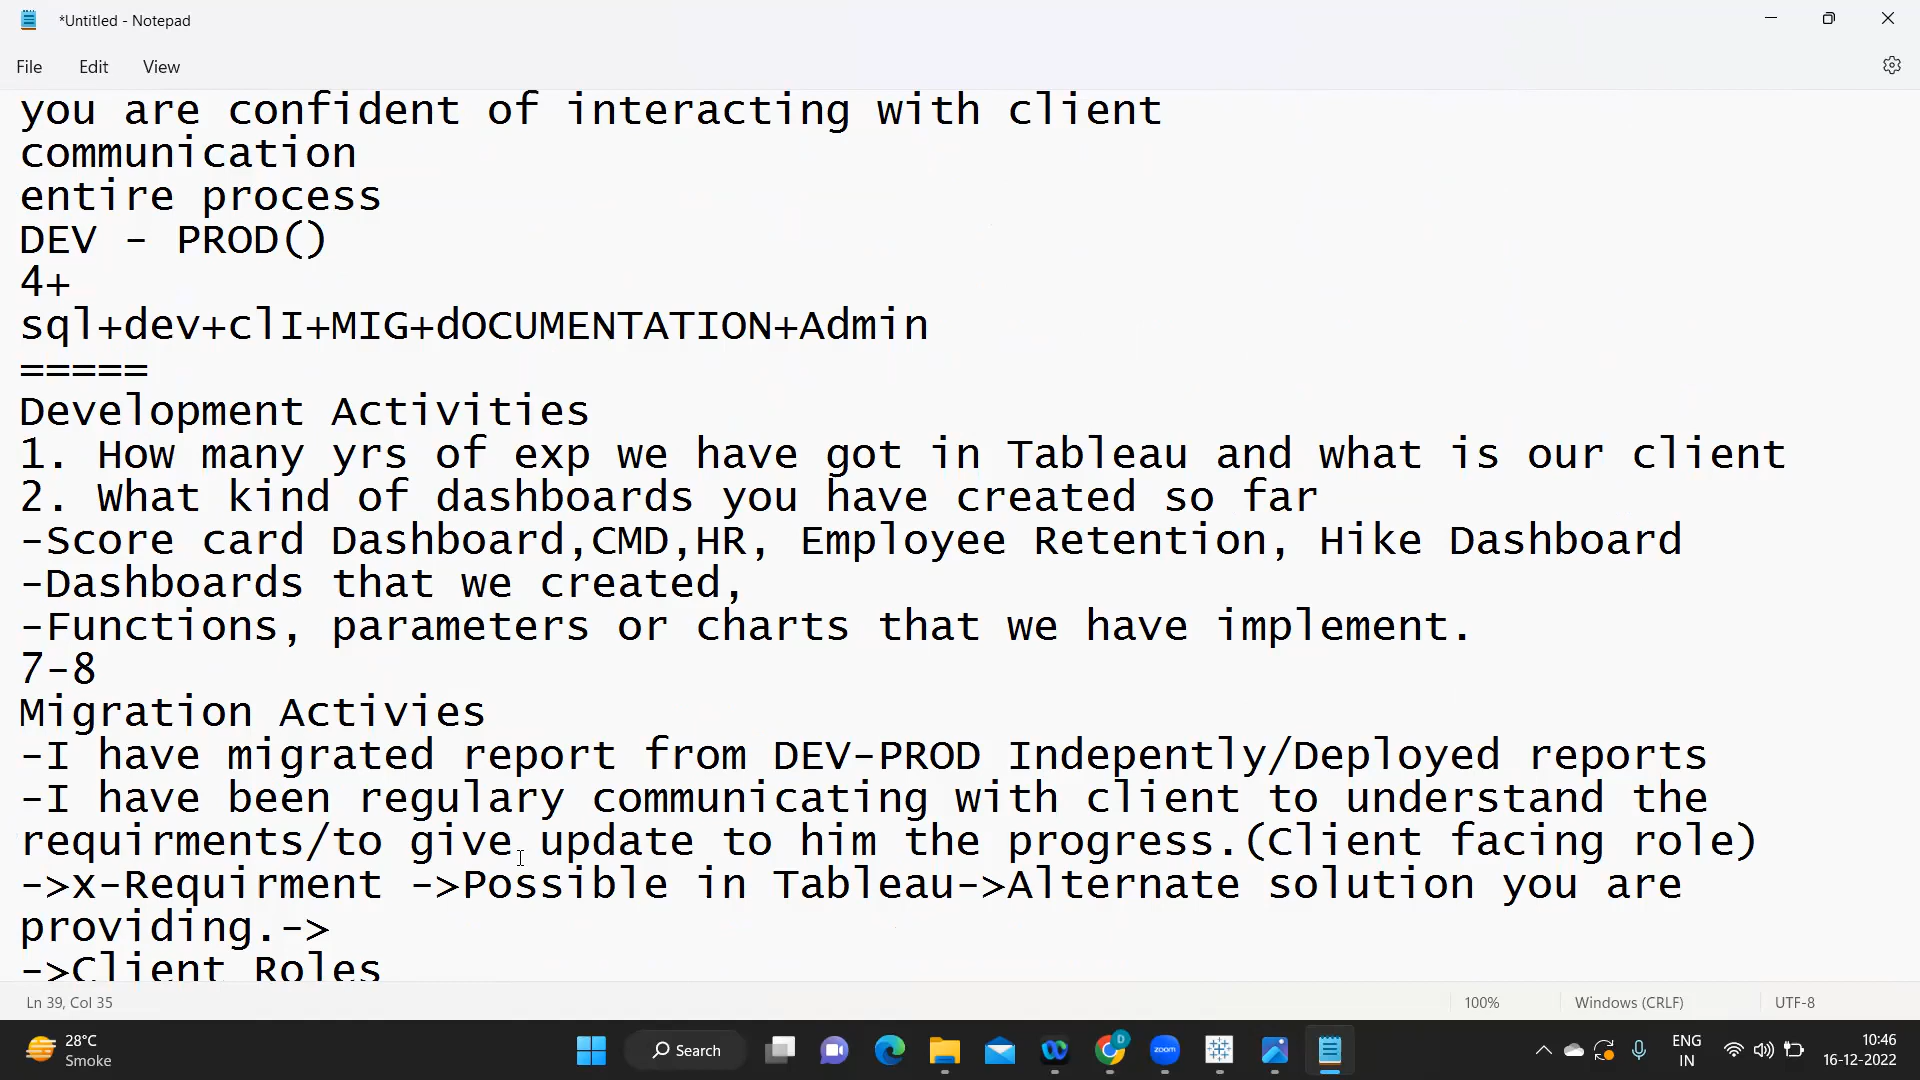 *Untitled - Notepad
File Edit View
you are confident of interacting with client
communication
entire process
DEV - PROD()
4+
sql+dev+clI+MIG+dOCUMENTATION+Admin
=====
Development Activities
1. How many yrs of exp we have got in Tableau and what is our client
2. What kind of dashboards you have created so far
-Score card Dashboard,CMD,HR, Employee Retention, Hike Dashboard
-Dashboards that we created,
-Functions, parameters or charts that we have implement.
7-8
Migration Activies
-I have migrated report from DEV-PROD Indepently/Deployed reports
-I have been regulary communicating with client to understand the
requirments/to give update to him the progress.(Client facing role)
->x-Requirment ->Possible in Tableau->Alternate solution you are
providing.->
->Client Roles
Ln 39, Col 35 100% Windows (CRLF) UTF-8
28°C
Smoke
Search
zoom
D
ENG
IN
10:46
16-12-2022